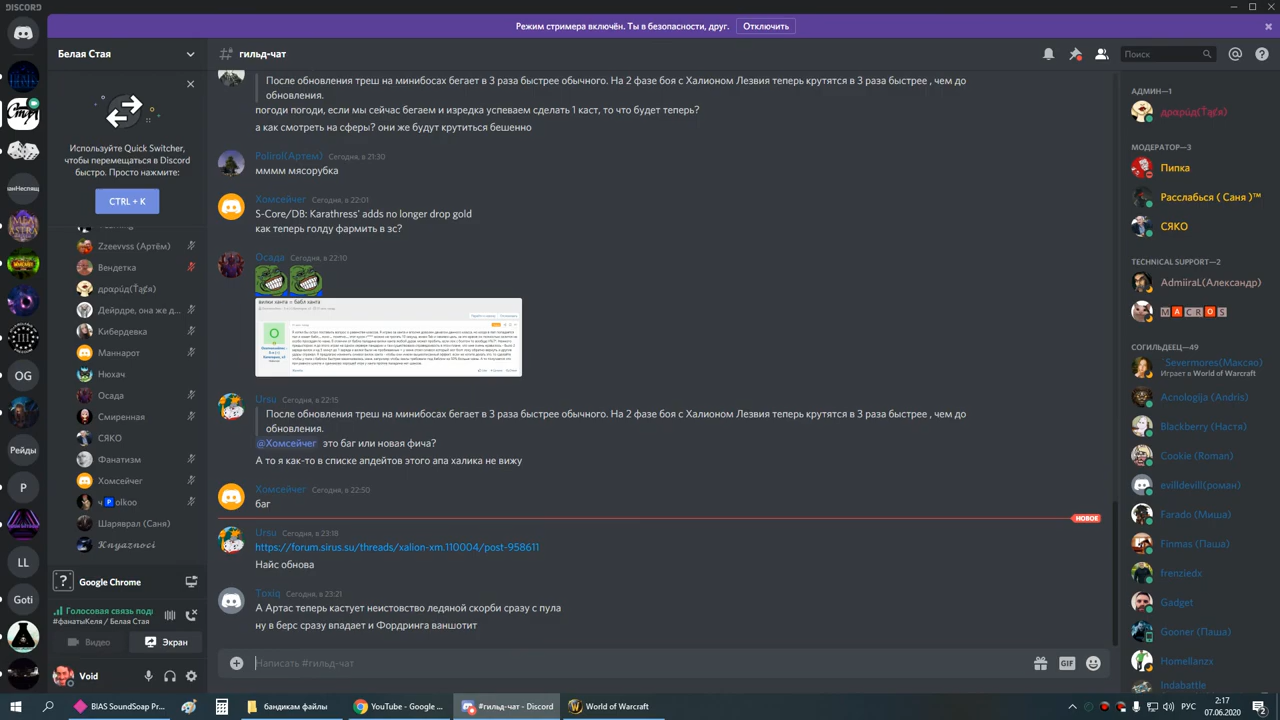 DISCORD
Режим стримера включён. Ты в безопасности, друг.
Отключить
Белая Стая
гильд-чат
Поиск
Используйте Quick Switcher,
чтобы перемещаться в Discord
быстро. Просто нажмите:
CTRL + K
Zzeevvss (Артём)
Вендетка
Дейрдре, она же д...
Кибердевка
Маннарот
Нюхач
Осада
Смиренная
СЯКО
Фанатизм
Хомсейчег
olkoo
Шаряврал (Саня)
Knyaznoci
Google Chrome
Голосовая связь подк
#фанатыКеля / Белая Стая
Видео
Экран
Void
OG
Рейды
P
LL
Goti
После обновления треш на минибосах бегает в 3 раза быстрее обычного. На 2 фазе боя с Халионом Лезвия теперь крутятся в 3 раза быстрее , чем до
обновления.
погоди погоди, если мы сейчас бегаем и изредка успеваем сделать 1 каст, то что будет теперь?
а как смотреть на сферы? они же будут крутиться бешенно
Polirol(Артем) Сегодня, в 21:30
мммм мясорубка
Хомсейчег Сегодня, в 22:01
S-Core/DB: Karathress` adds no longer drop gold
как теперь голду фармить в зс?
Осада Сегодня, в 22:10
Ursu Сегодня, в 22:15
После обновления треш на минибосах бегает в 3 раза быстрее обычного. На 2 фазе боя с Халионом Лезвия теперь крутятся в 3 раза быстрее , чем до
обновления.
@Хомсейчег это баг или новая фича?
А то я как-то в списке апдейтов этого апа халика не вижу
Хомсейчег Сегодня, в 22:50
баг
НОВОЕ
Ursu Сегодня, в 23:18
https://forum.sirus.su/threads/xalion-xm.110004/post-958611
Найс обнова
Toxiq Сегодня, в 23:21
А Артас теперь кастует неистовство ледяной скорби сразу с пула
ну в берс сразу впадает и Фордринга ваншотит
Написать #гильд-чат
GIF
АДМИН—1
МОДЕРАТОР—3
Пипка
Расслабься ( Саня )™
СЯКО
TECHNICAL SUPPORT—2
AdmiiraL(Александр)
СОГИЛЬДЕЦ—49
Severmores(Максво)
Играет в World of Warcraft
Acnologija (Andris)
Blackberry (Настя)
Cookie (Roman)
evilldevill(роман)
Farado (Миша)
Finmas (Паша)
frenziedx
Gadget
Gooner (Паша)
Homellanzx
Indabattle
BIAS SoundSoap Pr...
бандикам файлы
YouTube - Google ...
#гильд-чат - Discord
World of Warcraft
РУС
2:17
07.06.2020
2